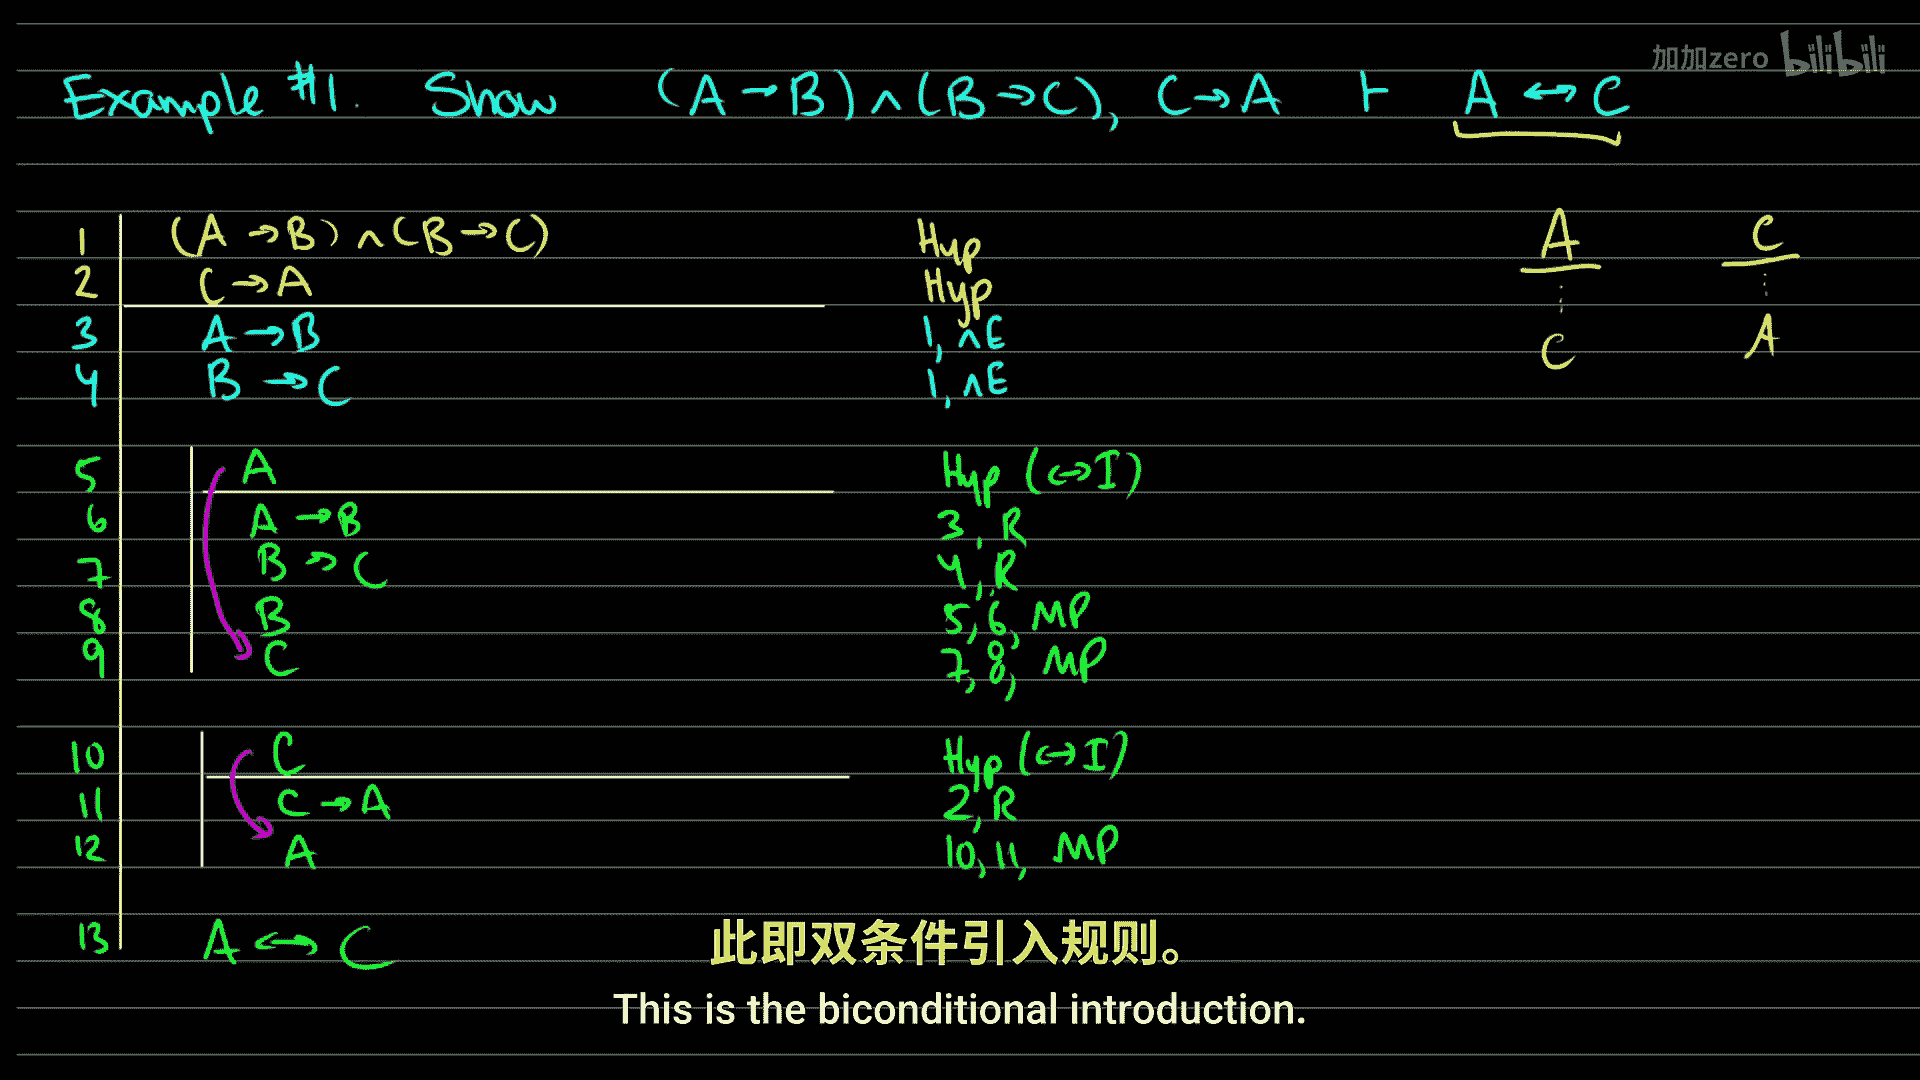 加加zero bilibili
Example #1. Show (A→B)∧(B→C), C→A ⊢ A↔C
1 (A→B)∧(B→C) Hyp
2 C→A Hyp
3 A→B 1, ∧E
4 B→C 1, ∧E
A C
⋮ ⋮
C A
5 A Hyp (↔I)
6 A→B 3, R
7 B→C 4, R
8 B 5, 6, MP
9 C 7, 8, MP
10 C Hyp (↔I)
11 C→A 2, R
12 A 10, 11, MP
13 A↔C
此即双条件引入规则。
This is the biconditional introduction.